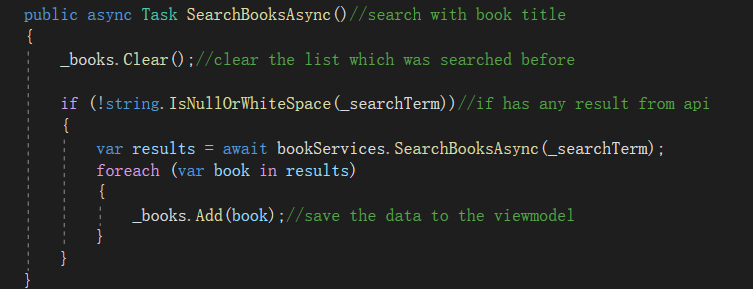 public async Task SearchBooksAsync()//search with book title
{
_books.Clear();//clear the list which was searched before
if (!string.IsNullOrWhiteSpace(_searchTerm))//if has any result from api
{
var results = await bookServices.SearchBooksAsync(_searchTerm);
foreach (var book in results)
{
_books.Add(book);//save the data to the viewmodel
}
}
}